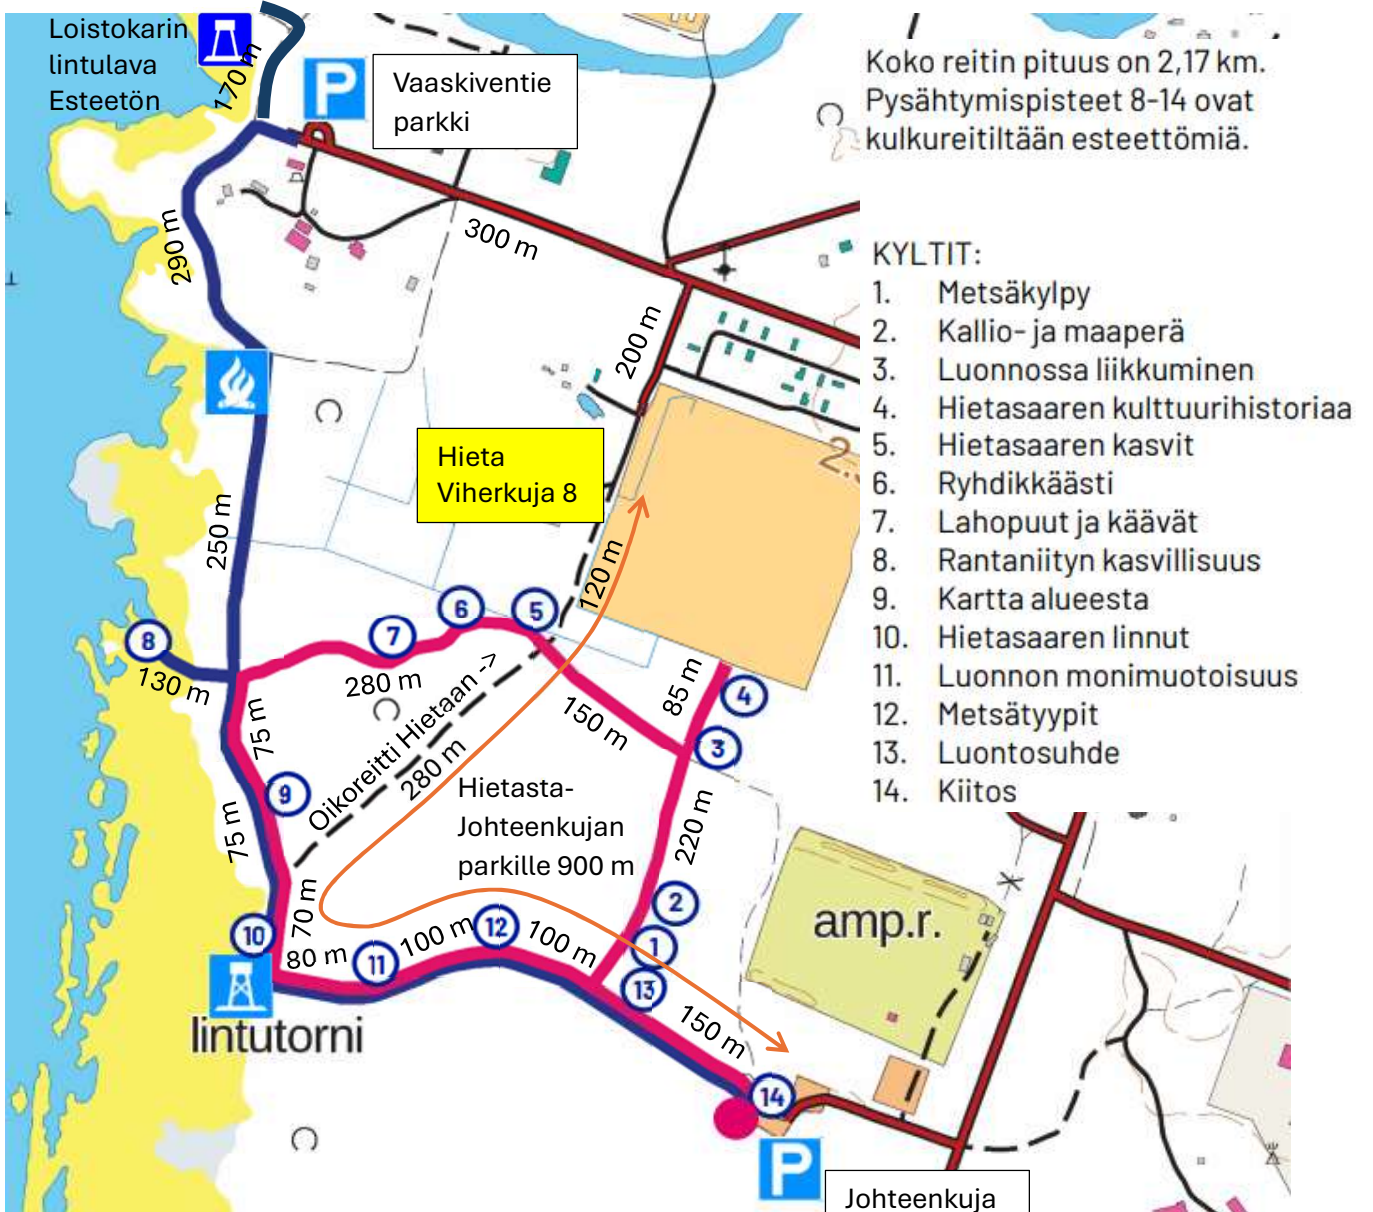 Loistokarin
lintulava
Esteetön
170 m
P
Vaaskiventie
parkki
Koko reitin pituus on 2,17 km.
Pysähtymispisteet 8-14 ovat
kulkureitiltään esteettömiä.
290 m
300 m
200 m
KYLTIT:
1. Metsäkylpy
2. Kallio- ja maaperä
3. Luonnossa liikkuminen
4. Hietasaaren kulttuurihistoriaa
5. Hietasaaren kasvit
6. Ryhdikkäästi
7. Lahopuut ja käävät
8. Rantaniityn kasvillisuus
9. Kartta alueesta
10. Hietasaaren linnut
11. Luonnon monimuotoisuus
12. Metsätyypit
13. Luontosuhde
14. Kiitos
Hieta
Viherkuja 8
250 m
120 m
6
5
7
8
130 m
280 m
75 m
Oikoreitti Hietaan ->
280 m
150 m
85 m
4
3
9
75 m
Hietasta-
Johteenkujan
parkille 900 m
220 m
2
1
13
70 m
10
80 m
11
100 m
12
100 m
150 m
amp.r.
lintutorni
14
P
Johteenkuja